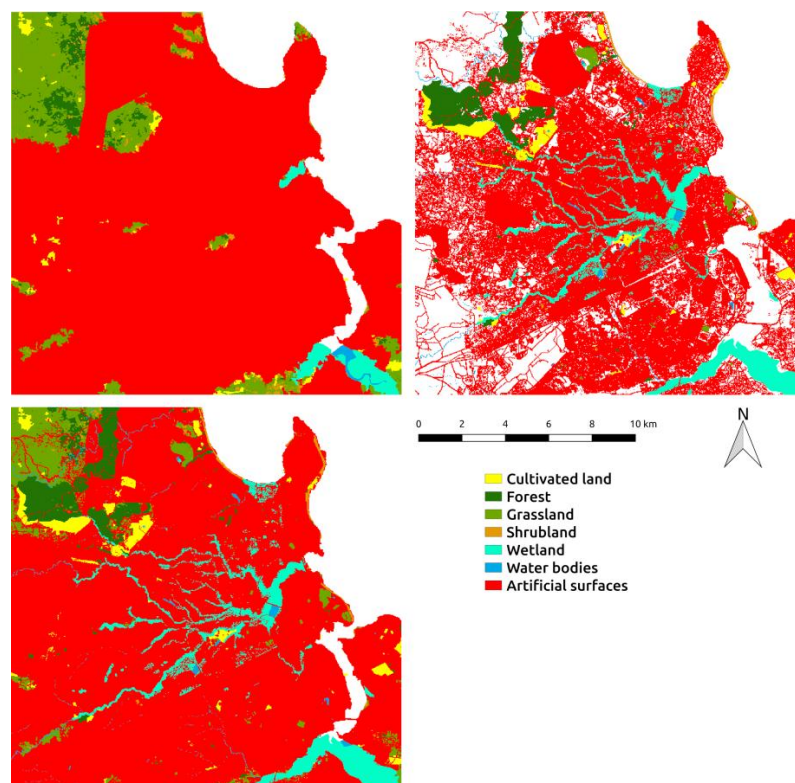 N
0 2 4 6 8 10 km
Cultivated land
Forest
Grassland
Shrubland
Wetland
Water bodies
Artificial surfaces